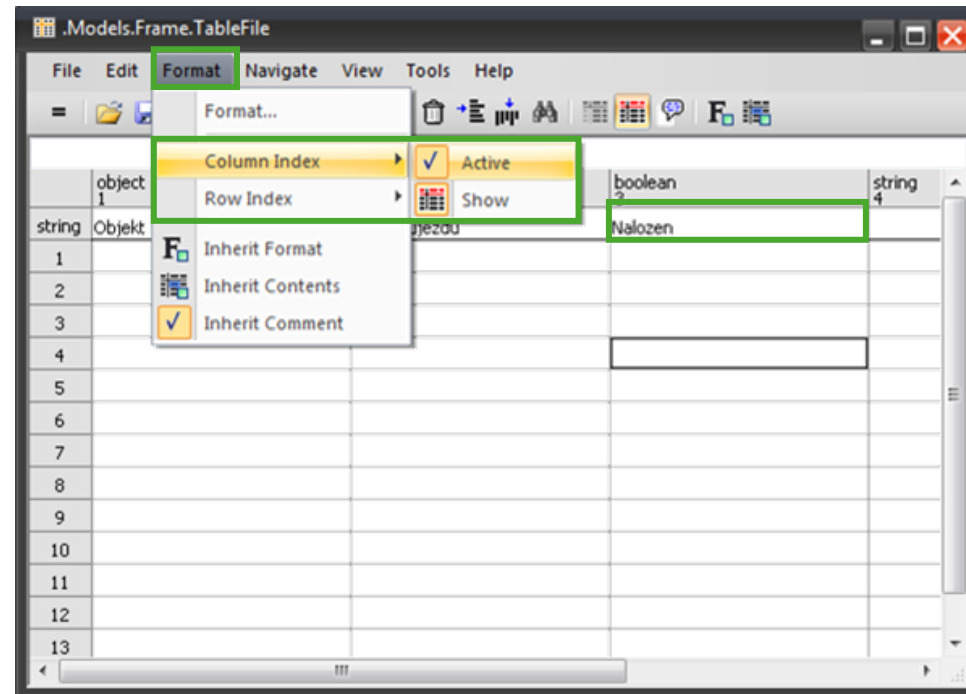 .Models.Frame.TableFile
File Edit Format Navigate View Tools Help
Format...
Column Index
Active
Row Index
Show
Inherit Format
Inherit Contents
Inherit Comment
object
1
boolean
3
string
4
string Objekt ujezdu Nalozen
1
2
3
4
5
6
7
8
9
10
11
12
13